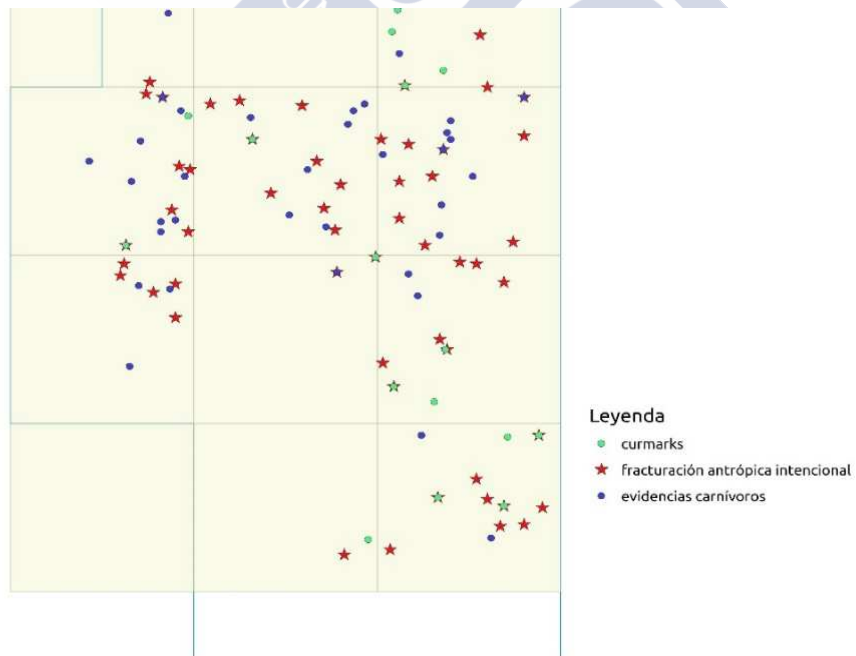 Leyenda
curmarks
fracturación antrópica intencional
evidencias carnívoros